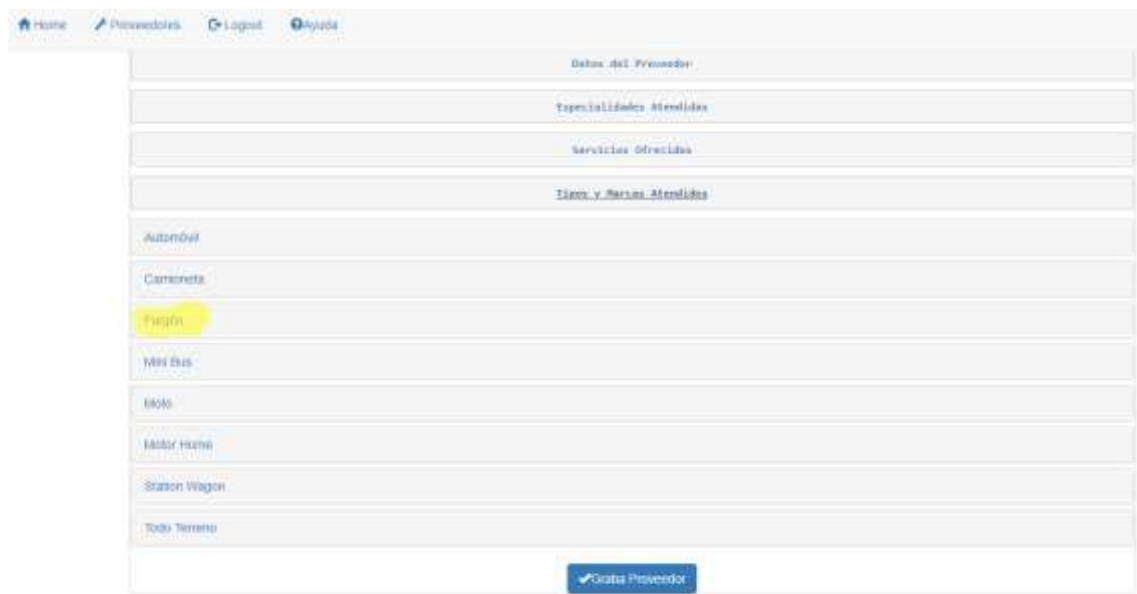 Home Proveedores Logout Ayuda
Datos del Proveedor
Especialidades Atendidas
Servicios Ofrecidos
Tipos y Marcas Atendidos
Automóvil
Camioneta
Furgón
Mini Bus
Moto
Motor Home
Station Wagon
Todo Terreno
Graba Proveedor